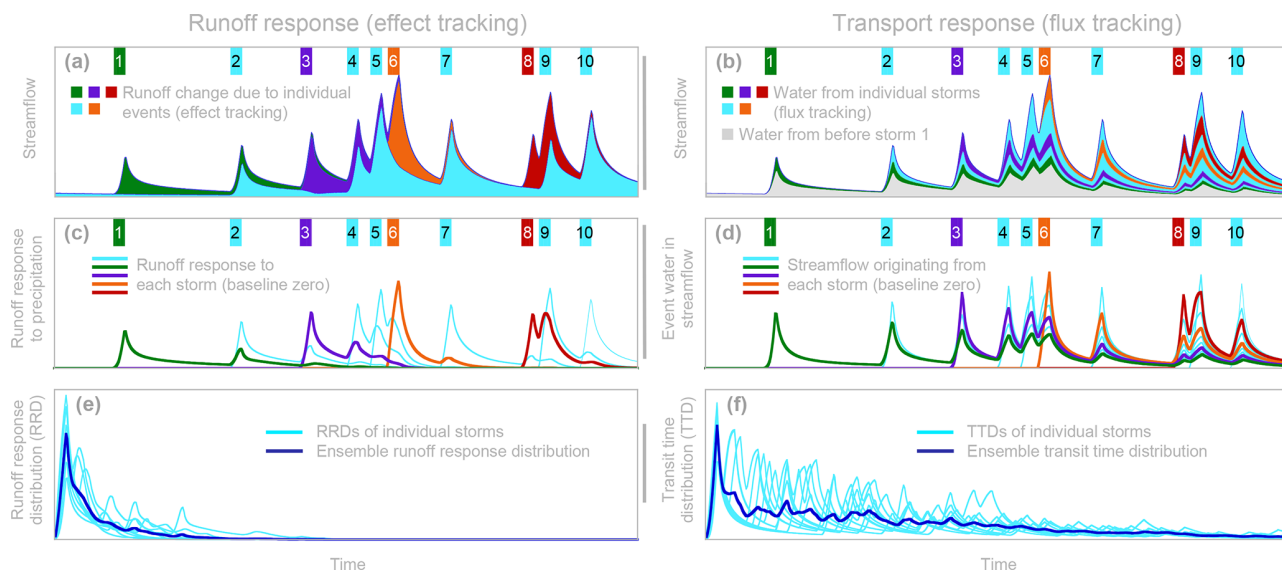 Runoff response (effect tracking)
Transport response (flux tracking)
(a)
1 2 3 4 5 6 7 8 9 10
Streamflow
Runoff change due to individual
events (effect tracking)
(b)
1 2 3 4 5 6 7 8 9 10
Streamflow
Water from individual storms
(flux tracking)
Water from before storm 1
(c)
1 2 3 4 5 6 7 8 9 10
Runoff response
to precipitation
Runoff response to
each storm (baseline zero)
(d)
1 2 3 4 5 6 7 8 9 10
Event water in
streamflow
Streamflow originating from
each storm (baseline zero)
(e)
Runoff response
distribution (RRD)
RRDs of individual storms
Ensemble runoff response distribution
Time
(f)
Transit time
distribution (TTD)
TTDs of individual storms
Ensemble transit time distribution
Time